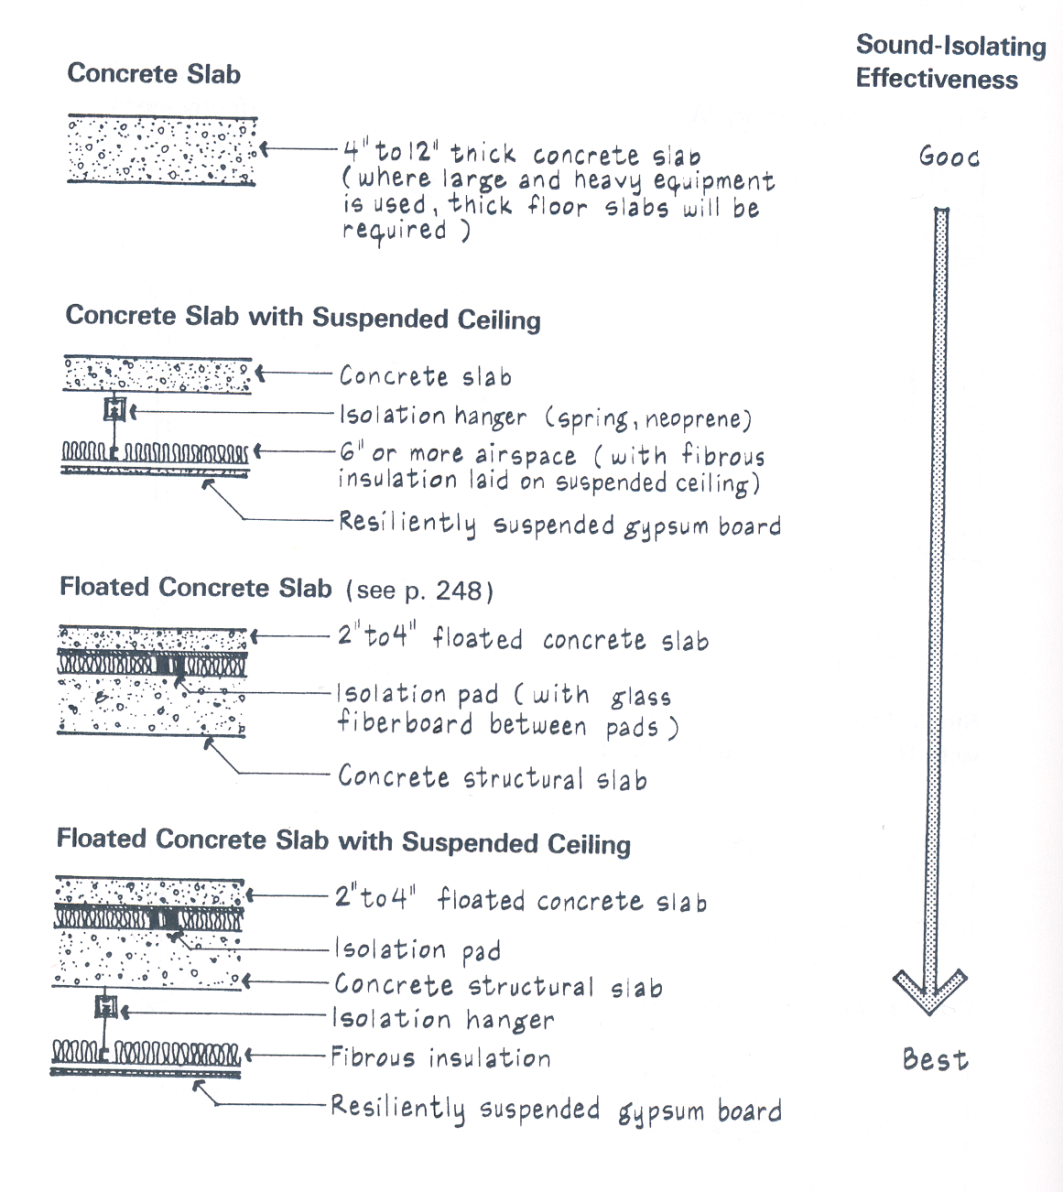 Sound-Isolating
Effectiveness
Concrete Slab
4" to 12" thick concrete slab
(where large and heavy equipment
is used, thick floor slabs will be
required)
Good
Concrete Slab with Suspended Ceiling
Concrete slab
Isolation hanger (spring, neoprene)
6" or more airspace (with fibrous
insulation laid on suspended ceiling)
Resiliently suspended gypsum board
Floated Concrete Slab (see p. 248)
2" to 4" floated concrete slab
Isolation pad (with glass
fiberboard between pads)
Concrete structural slab
Floated Concrete Slab with Suspended Ceiling
2" to 4" floated concrete slab
Isolation pad
Concrete structural slab
Isolation hanger
Fibrous insulation
Best
Resiliently suspended gypsum board